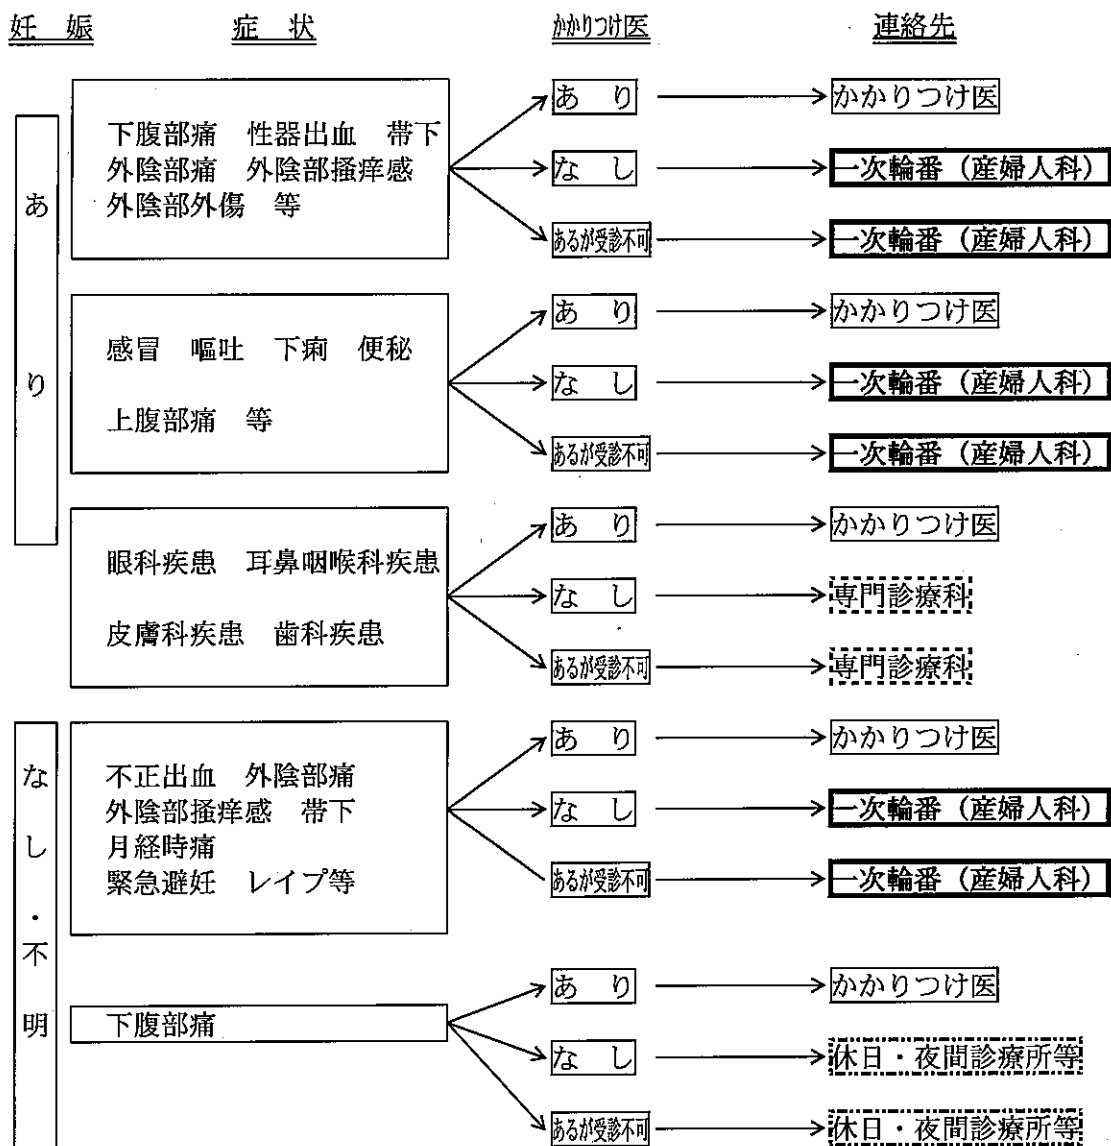 妊 娠 症 状 かかりつけ医 連絡先
あり
下腹部痛 性器出血 帯下
外陰部痛 外陰部掻痒感
外陰部外傷 等
あ り かかりつけ医
な し 一次輪番(産婦人科)
あるが受診不可 一次輪番(産婦人科)
感冒 嘔吐 下痢 便秘
上腹部痛 等
あ り かかりつけ医
な し 一次輪番(産婦人科)
あるが受診不可 一次輪番(産婦人科)
眼科疾患 耳鼻咽喉科疾患
皮膚科疾患 歯科疾患
あ り かかりつけ医
な し 専門診療科
あるが受診不可 専門診療科
なし・不明
不正出血 外陰部痛
外陰部掻痒感 帯下
月経時痛
緊急避妊 レイプ等
あ り かかりつけ医
な し 一次輪番(産婦人科)
あるが受診不可 一次輪番(産婦人科)
下腹部痛
あ り かかりつけ医
な し 休日・夜間診療所等
あるが受診不可 休日・夜間診療所等